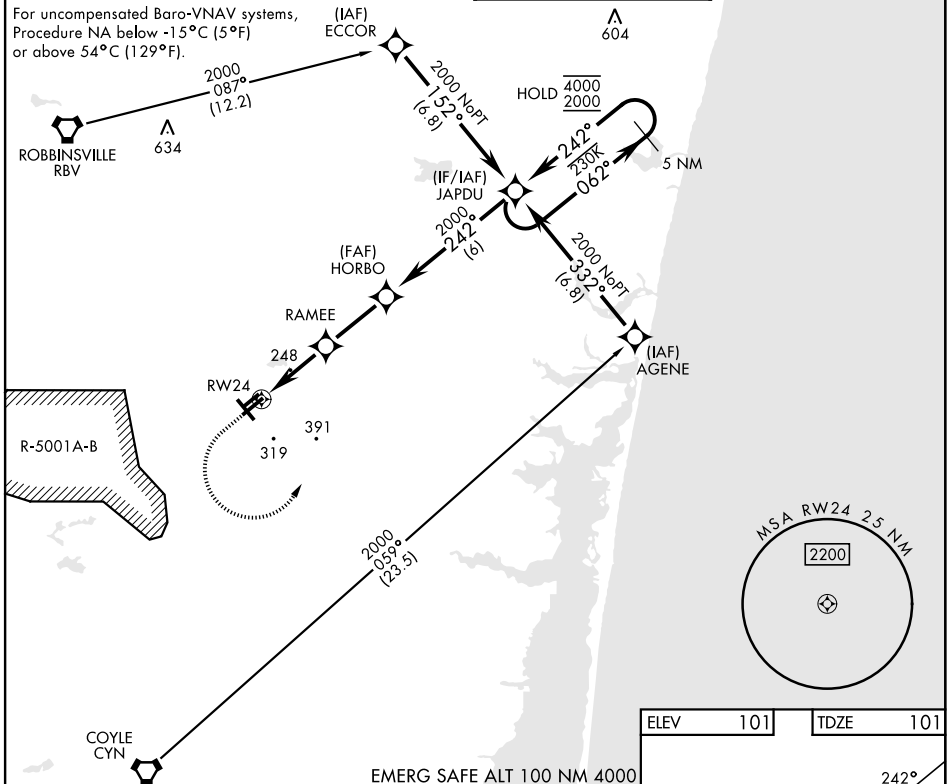 For uncompensated Baro-VNAV systems,
Procedure NA below -15°C (5°F)
or above 54°C (129°F).
(IAF)
ECCOR
604
2000
087°
(12.2)
2000 NoPT
152°
(6.8)
HOLD 4000
2000
ROBBINSVILLE
RBV
634
242°
230K
062°
5 NM
(IF/IAF)
JAPDU
2000
242°
(6)
2000 NoPT
332°
(6.8)
(FAF)
HORBO
RAMEE
248
(IAF)
AGENE
RW24
391
319
R-5001A-B
2000
059°
(23.5)
MSA RW24 25 NM
2200
COYLE
CYN
ELEV 101
TDZE 101
EMERG SAFE ALT 100 NM 4000
242°